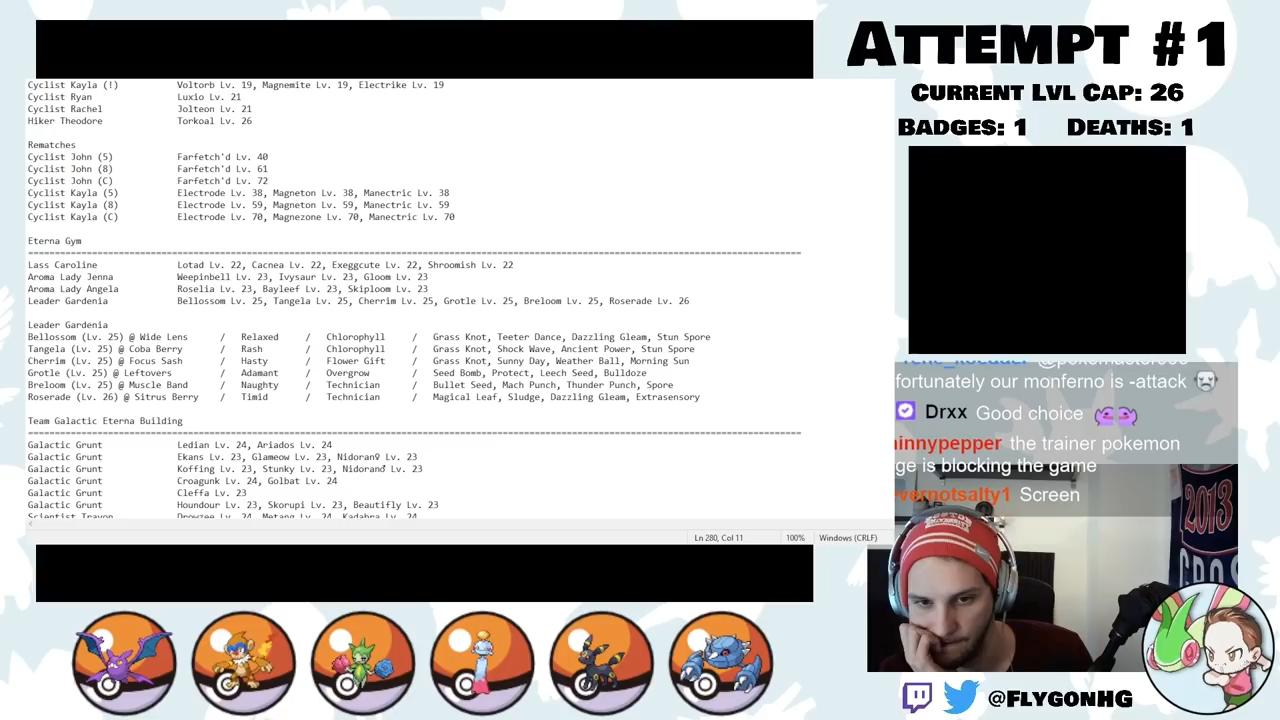 ATTEMPT #1
CURRENT LVL CAP: 26
BADGES: 1 DEATHS: 1
Cyclist Kayla (!) Voltorb Lv. 19, Magnemite Lv. 19, Electrike Lv. 19
Cyclist Ryan Luxio Lv. 21
Cyclist Rachel Jolteon Lv. 21
Hiker Theodore Torkoal Lv. 26
Rematches
Cyclist John (5) Farfetch'd Lv. 40
Cyclist John (8) Farfetch'd Lv. 61
Cyclist John (C) Farfetch'd Lv. 72
Cyclist Kayla (5) Electrode Lv. 38, Magneton Lv. 38, Manectric Lv. 38
Cyclist Kayla (8) Electrode Lv. 59, Magneton Lv. 59, Manectric Lv. 59
Cyclist Kayla (C) Electrode Lv. 70, Magnezone Lv. 70, Manectric Lv. 70
Eterna Gym
Lass Caroline Lotad Lv. 22, Cacnea Lv. 22, Exeggcute Lv. 22, Shroomish Lv. 22
Aroma Lady Jenna Weepinbell Lv. 23, Ivysaur Lv. 23, Gloom Lv. 23
Aroma Lady Angela Roselia Lv. 23, Bayleef Lv. 23, Skiploom Lv. 23
Leader Gardenia Bellossom Lv. 25, Tangela Lv. 25, Cherrim Lv. 25, Grotle Lv. 25, Breloom Lv. 25, Roserade Lv. 26
Leader Gardenia
Bellossom (Lv. 25) @ Wide Lens / Relaxed / Chlorophyll / Grass Knot, Teeter Dance, Dazzling Gleam, Stun Spore
Tangela (Lv. 25) @ Coba Berry / Rash / Chlorophyll / Grass Knot, Shock Wave, Ancient Power, Stun Spore
Cherrim (Lv. 25) @ Focus Sash / Hasty / Flower Gift / Grass Knot, Sunny Day, Weather Ball, Morning Sun
Grotle (Lv. 25) @ Leftovers / Adamant / Overgrow / Seed Bomb, Protect, Leech Seed, Bulldoze
Breloom (Lv. 25) @ Muscle Band / Naughty / Technician / Bullet Seed, Mach Punch, Thunder Punch, Spore
Roserade (Lv. 26) @ Sitrus Berry / Timid / Technician / Magical Leaf, Sludge, Dazzling Gleam, Extrasensory
Team Galactic Eterna Building
Galactic Grunt Ledian Lv. 24, Ariados Lv. 24
Galactic Grunt Ekans Lv. 23, Glameow Lv. 23, Nidoran♀ Lv. 23
Galactic Grunt Koffing Lv. 23, Stunky Lv. 23, Nidoran♂ Lv. 23
Galactic Grunt Croagunk Lv. 24, Golbat Lv. 24
Galactic Grunt Cleffa Lv. 23
Galactic Grunt Houndour Lv. 23, Skorupi Lv. 23, Beautifly Lv. 23
Scientist Travon Drowzee Lv. 24, Metang Lv. 24, Kadabra Lv. 24
Ln 280, Col 11 100% Windows (CRLF)
fortunately our monferno is -attack
Drxx Good choice
innypepper the trainer pokemon
ge is blocking the game
vernotsalty1 Screen
2013
@FLYGONHG